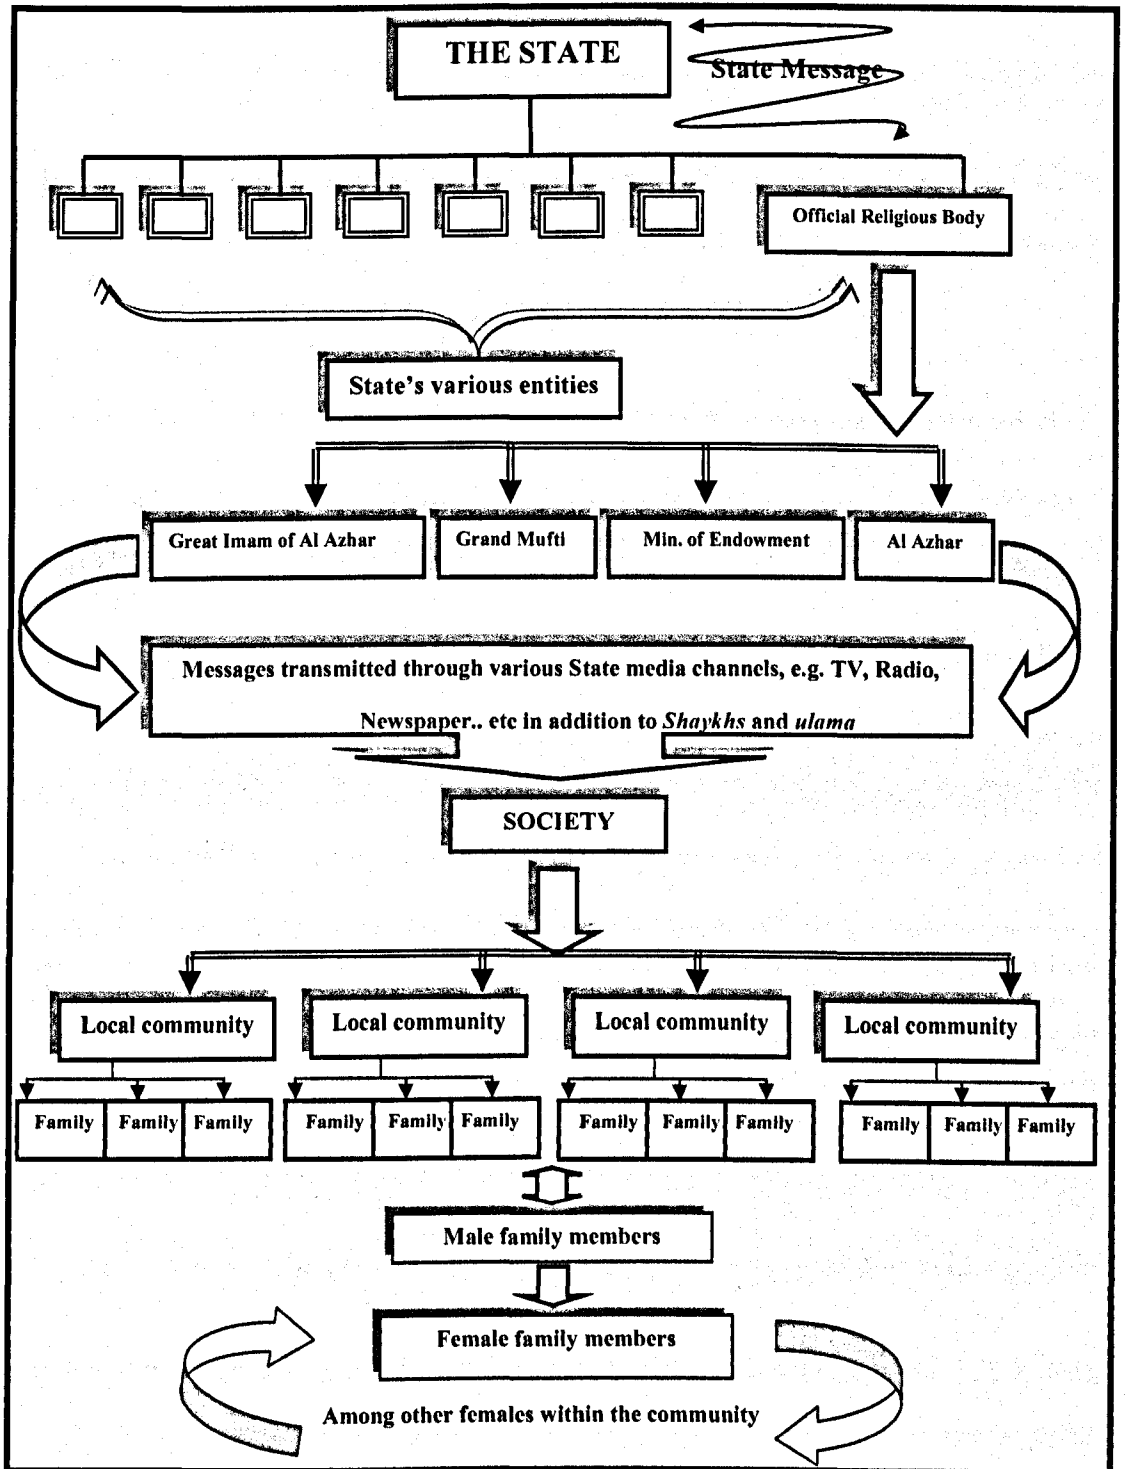 THE STATE
State Message
Official Religious Body
State's various entities
Great Imam of Al Azhar
Grand Mufti
Min. of Endowment
Al Azhar
Messages transmitted through various State media channels, e.g. TV, Radio,
Newspaper.. etc in addition to Shaykhs and ulama
SOCIETY
Local community
Local community
Local community
Local community
Family Family Family
Family Family Family
Family Family Family
Family Family Family
Male family members
Female family members
Among other females within the community